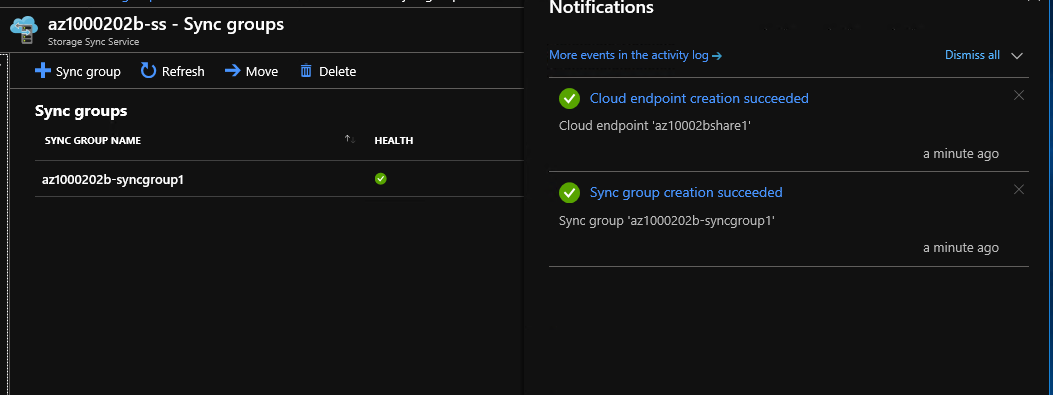 az1000202b-ss - Sync groups
Storage Sync Service
Sync group
Refresh
Move
Delete
Sync groups
SYNC GROUP NAME
HEALTH
az1000202b-syncgroup1
Notifications
More events in the activity log
Dismiss all
Cloud endpoint creation succeeded
Cloud endpoint 'az10002bshare1'
a minute ago
Sync group creation succeeded
Sync group 'az1000202b-syncgroup1'
a minute ago